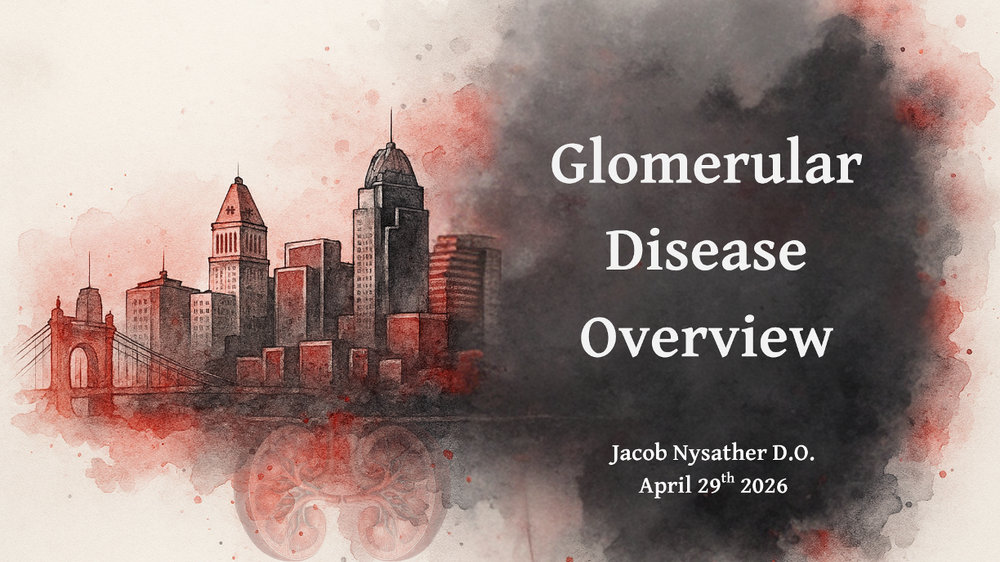 Glomerular
Disease
Overview
Jacob Nysather D.O.
April 29th 2026